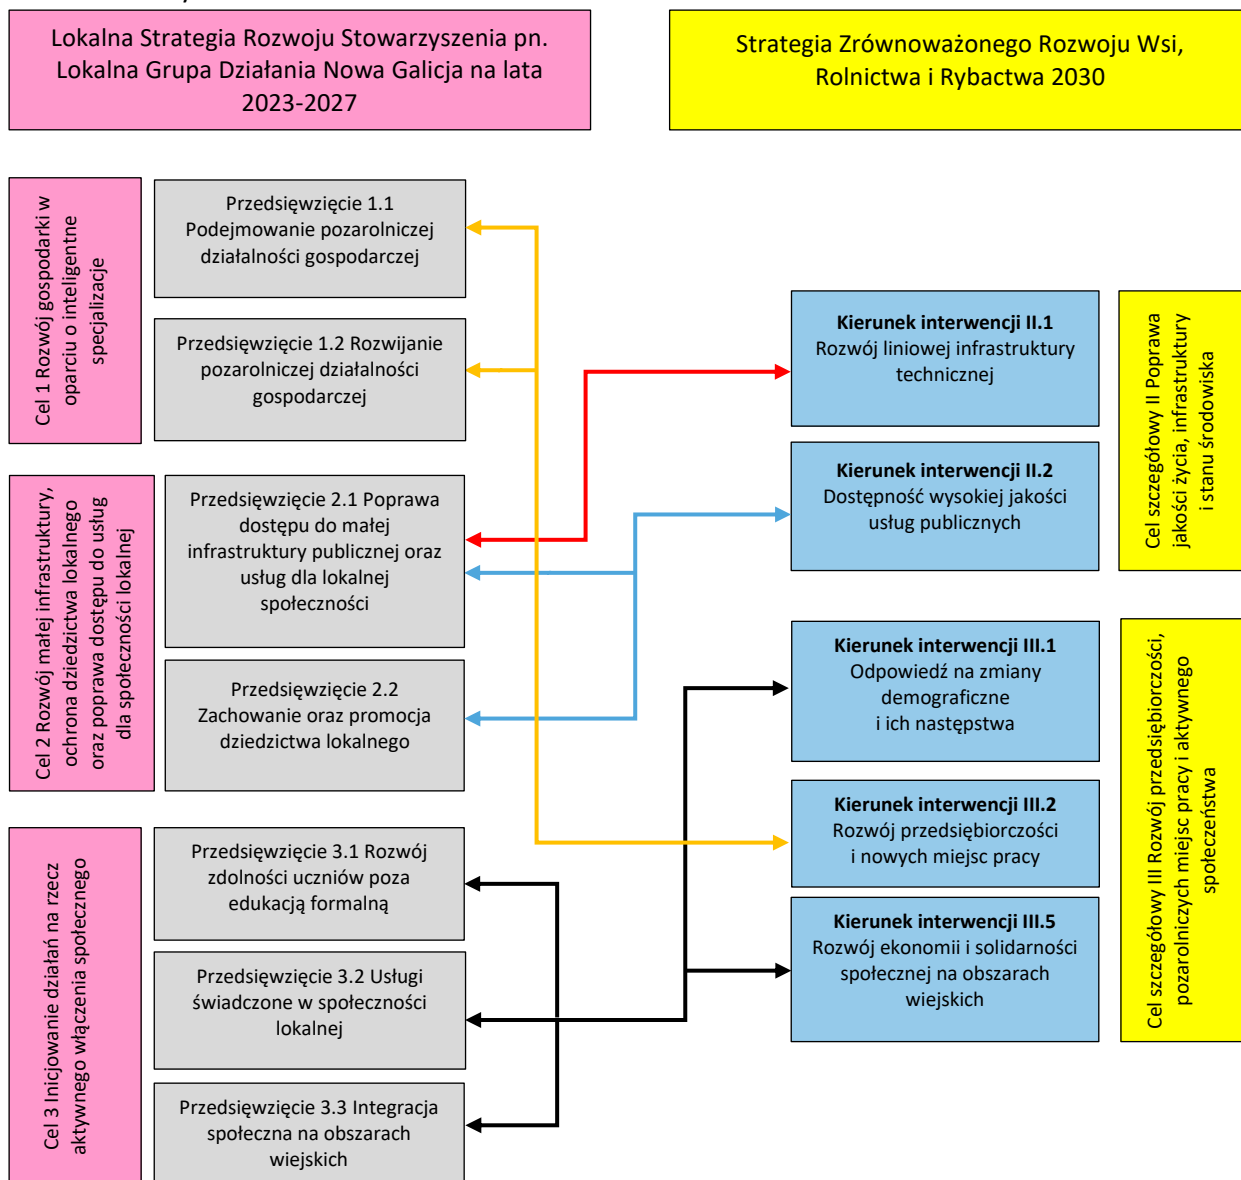 Lokalna Strategia Rozwoju Stowarzyszenia pn.
Lokalna Grupa Działania Nowa Galicja na lata
2023-2027
Strategia Zrównoważonego Rozwoju Wsi,
Rolnictwa i Rybactwa 2030
Cel 1 Rozwój gospodarki w
oparciu o inteligentne
specjalizacje
Przedsięwzięcie 1.1
Podejmowanie pozarolniczej
działalności gospodarczej
Przedsięwzięcie 1.2 Rozwijanie
pozarolniczej działalności
gospodarczej
Cel 2 Rozwój małej infrastruktury,
ochrona dziedzictwa lokalnego
oraz poprawa dostępu do usług
dla społeczności lokalnej
Przedsięwzięcie 2.1 Poprawa
dostępu do małej
infrastruktury publicznej oraz
usług dla lokalnej
społeczności
Przedsięwzięcie 2.2
Zachowanie oraz promocja
dziedzictwa lokalnego
Cel 3 Inicjowanie działań na rzecz
aktywnego włączenia społecznego
Przedsięwzięcie 3.1 Rozwój
zdolności uczniów poza
edukacją formalną
Przedsięwzięcie 3.2 Usługi
świadczone w społeczności
lokalnej
Przedsięwzięcie 3.3 Integracja
społeczna na obszarach
wiejskich
Kierunek interwencji II.1
Rozwój liniowej infrastruktury
technicznej
Kierunek interwencji II.2
Dostępność wysokiej jakości
usług publicznych
Cel szczegółowy II Poprawa
jakości życia, infrastruktury
i stanu środowiska
Kierunek interwencji III.1
Odpowiedź na zmiany
demograficzne
i ich następstwa
Kierunek interwencji III.2
Rozwój przedsiębiorczości
i nowych miejsc pracy
Kierunek interwencji III.5
Rozwój ekonomii i solidarności
społecznej na obszarach
wiejskich
Cel szczegółowy III Rozwój przedsiębiorczości,
pozarolniczych miejsc pracy i aktywnego
społeczeństwa